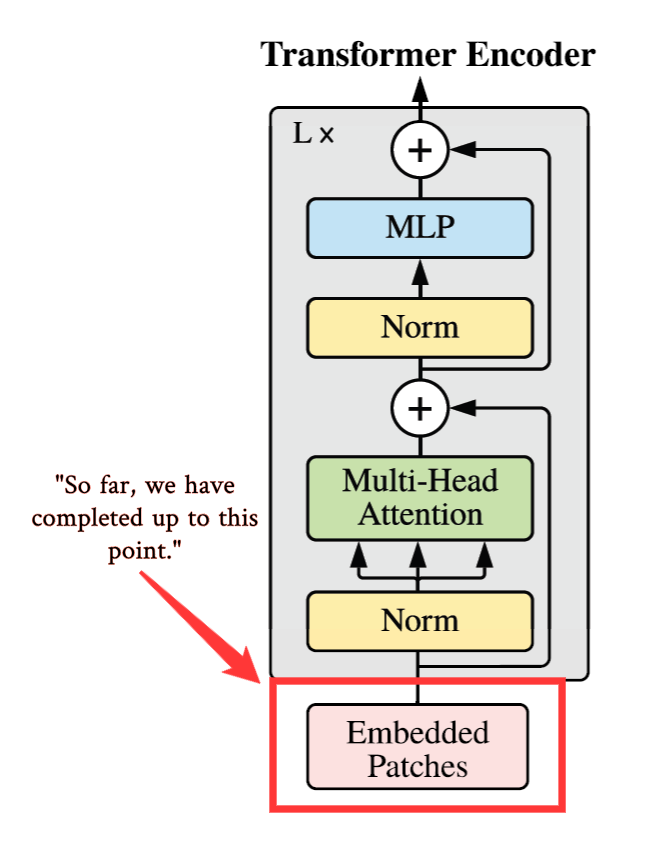 Transformer Encoder
L ×
+
MLP
Norm
+
"So far, we have
completed up to this
point."
Multi-Head
Attention
Norm
Embedded
Patches